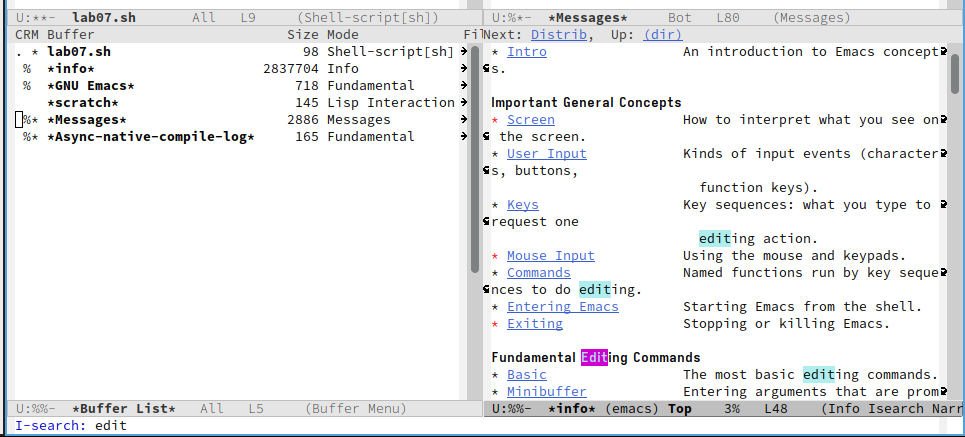 U:**-  lab07.sh       All   L9     (Shell-script[sh])
CRM Buffer                            Size Mode                 Fil
. * lab07.sh                            98 Shell-script[sh]
 %  *info*                         2837704 Info
 %  *GNU Emacs*                        718 Fundamental
    *scratch*                          145 Lisp Interaction
 %* *Messages*                        2886 Messages
 %* *Async-native-compile-log*         165 Fundamental
U:%%-  *Buffer List*   All   L5     (Buffer Menu)
U:%*-  *Messages*     Bot   L80    (Messages)
Next: Distrib,  Up: (dir)
* Intro                 An introduction to Emacs concept
s.
Important General Concepts
* Screen                How to interpret what you see on
 the screen.
* User Input            Kinds of input events (character
s, buttons,
                          function keys).
* Keys                  Key sequences: what you type to
request one
                          editing action.
* Mouse Input           Using the mouse and keypads.
* Commands              Named functions run by key seque
nces to do editing.
* Entering Emacs        Starting Emacs from the shell.
* Exiting               Stopping or killing Emacs.
Fundamental Editing Commands
* Basic                 The most basic editing commands.
* Minibuffer            Entering arguments that are prom
U:%%-  *info* (emacs) Top   3%   L48    (Info Isearch Narr
I-search: edit